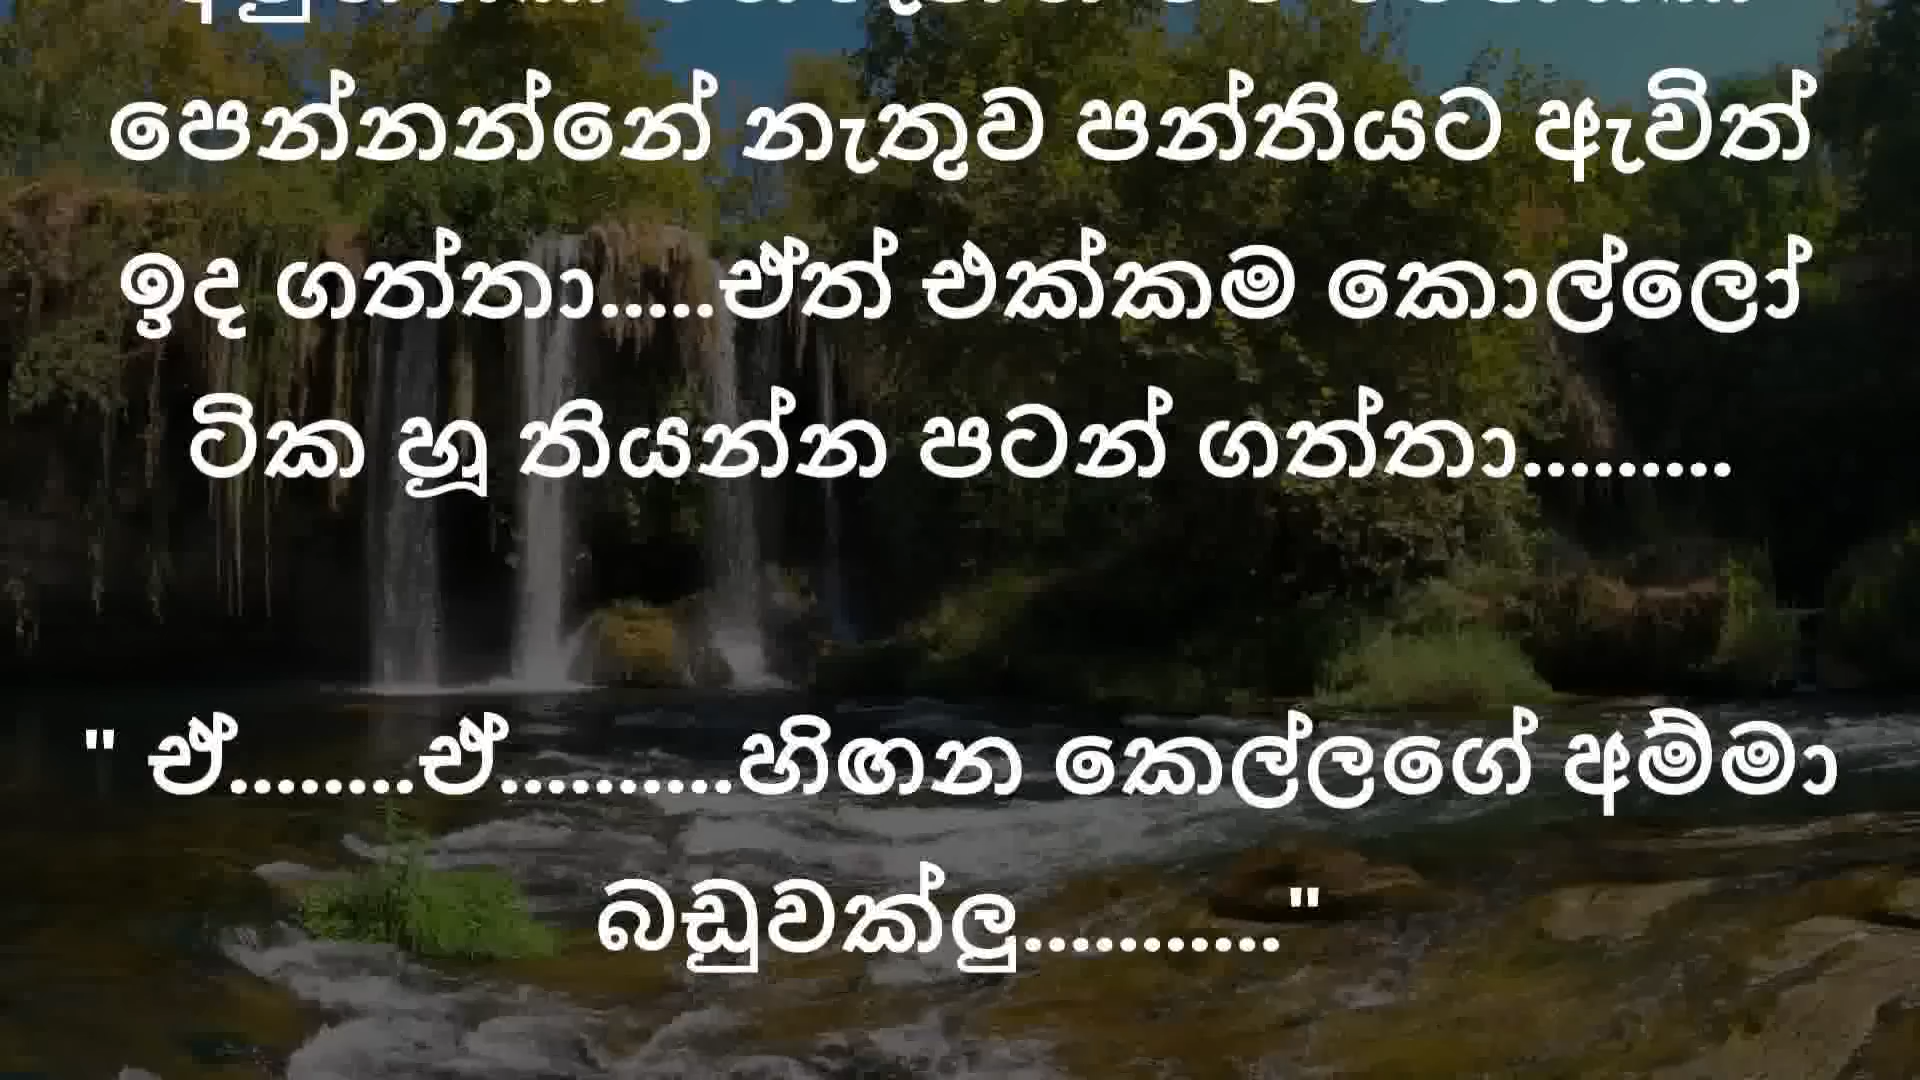 පෙන්නන්නේ නැතුව පන්තියට ඇවිත්
ඉද ගත්තා.....ඒත් එක්කම කොල්ලෝ
ටික හූ තියන්න පටන් ගත්තා.........
" ඒ........ඒ..........හිඟන කෙල්ලගේ අම්මා
බඩුවක්ලු..........."